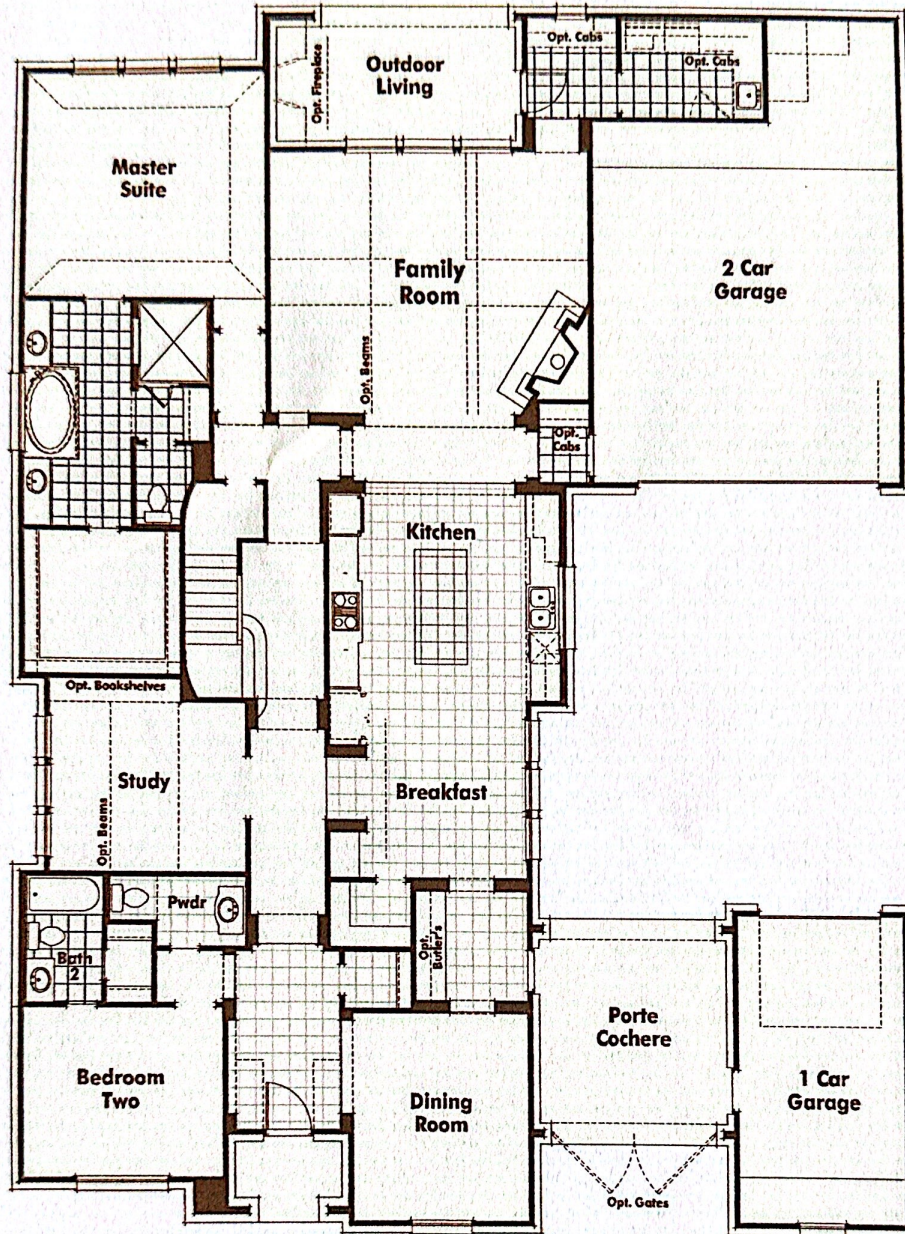 Opt. Fireplace
Outdoor
Living
Opt. Cabs
Opt. Cabs
Master
Suite
Family
Room
2 Car
Garage
Opt. Beams
Opt.
Cabs
Kitchen
Opt. Bookshelves
Study
Opt. Beams
Breakfast
Pwdr
Bath
2
Opt.
Butler's
Porte
Cochere
Bedroom
Two
Dining
Room
1 Car
Garage
Opt. Gates